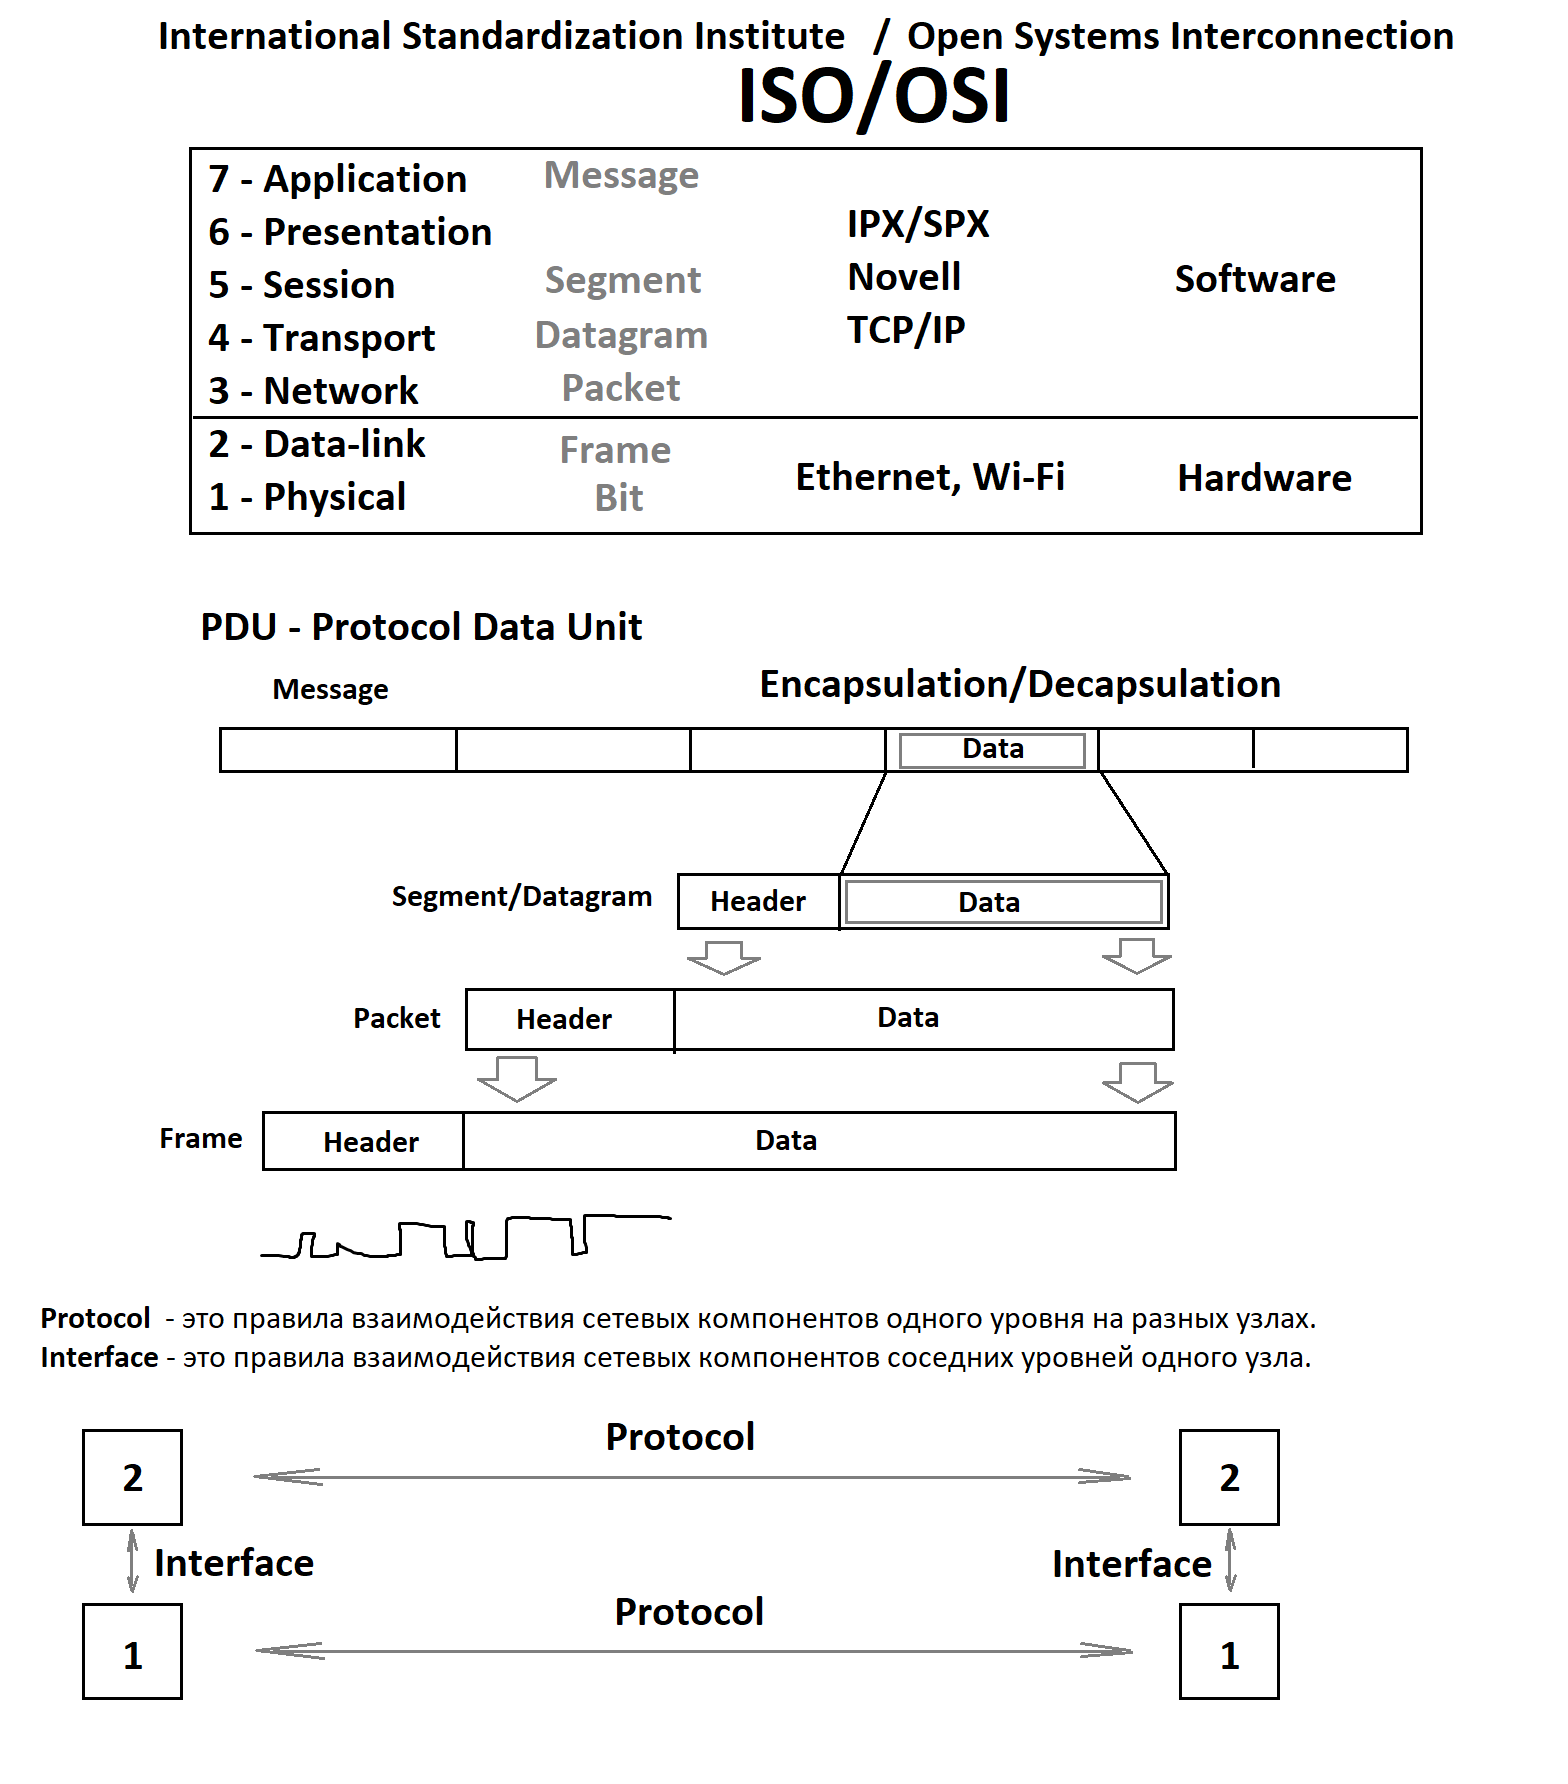 International Standardization Institute / Open Systems Interconnection
ISO/OSI
7 - Application Message
6 - Presentation IPX/SPX
5 - Session Segment Novell Software
4 - Transport Datagram TCP/IP
3 - Network Packet
2 - Data-link Frame
Ethernet, Wi-Fi Hardware
1 - Physical Bit
PDU - Protocol Data Unit
Message Encapsulation/Decapsulation
Data
Segment/Datagram Header Data
Packet Header Data
Frame Header Data
Protocol - это правила взаимодействия сетевых компонентов одного уровня на разных узлах.
Interface - это правила взаимодействия сетевых компонентов соседних уровней одного узла.
Protocol
2 2
Interface Interface
Protocol
1 1